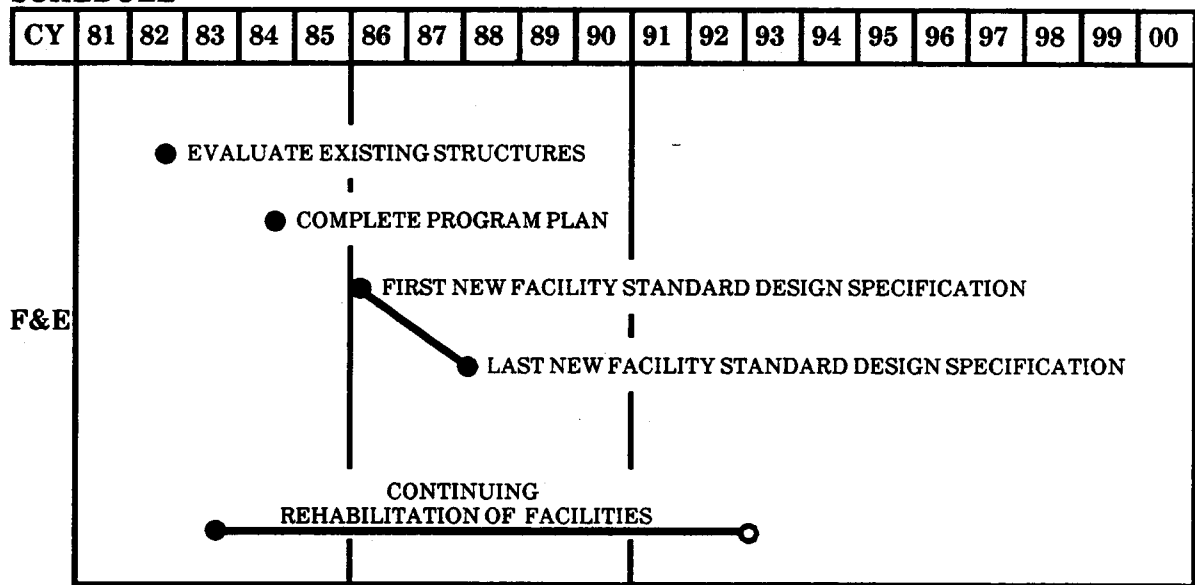 CY 81 82 83 84 85 86 87 88 89 90 91 92 93 94 95 96 97 98 99 00
EVALUATE EXISTING STRUCTURES
COMPLETE PROGRAM PLAN
FIRST NEW FACILITY STANDARD DESIGN SPECIFICATION
F&E
LAST NEW FACILITY STANDARD DESIGN SPECIFICATION
CONTINUING
REHABILITATION OF FACILITIES